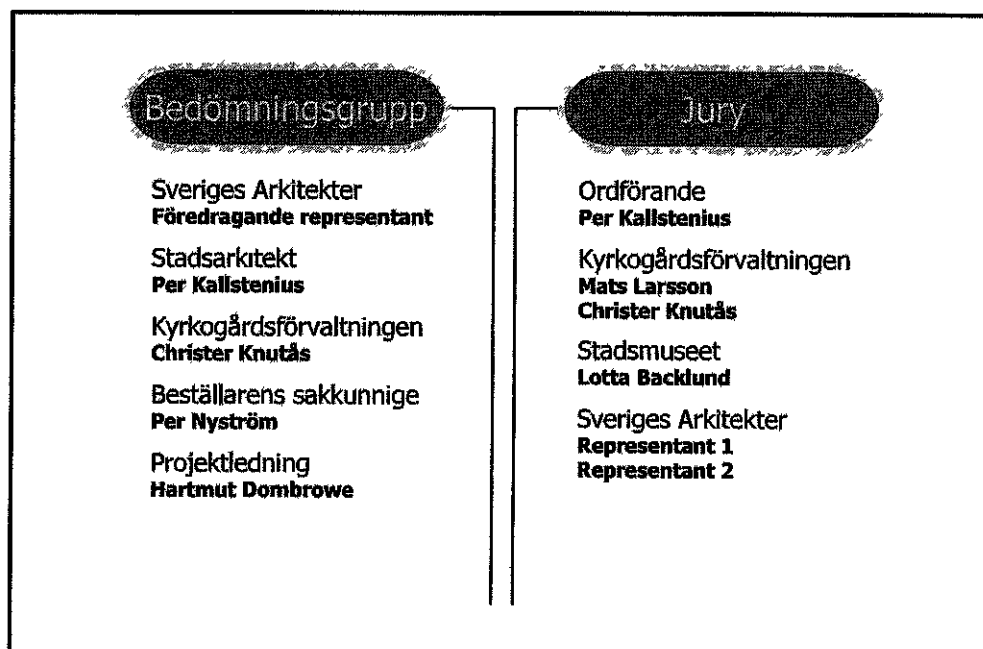 Bedömningsgrupp
Sveriges Arkitekter
Föredragande representant
Stadsarkitekt
Per Kallstenius
Kyrkogårdsförvaltningen
Christer Knutås
Beställarens sakkunnige
Per Nyström
Projektledning
Hartmut Dombrowe
Jury
Ordförande
Per Kallstenius
Kyrkogårdsförvaltningen
Mats Larsson
Christer Knutås
Stadsmuseet
Lotta Backlund
Sveriges Arkitekter
Representant 1
Representant 2